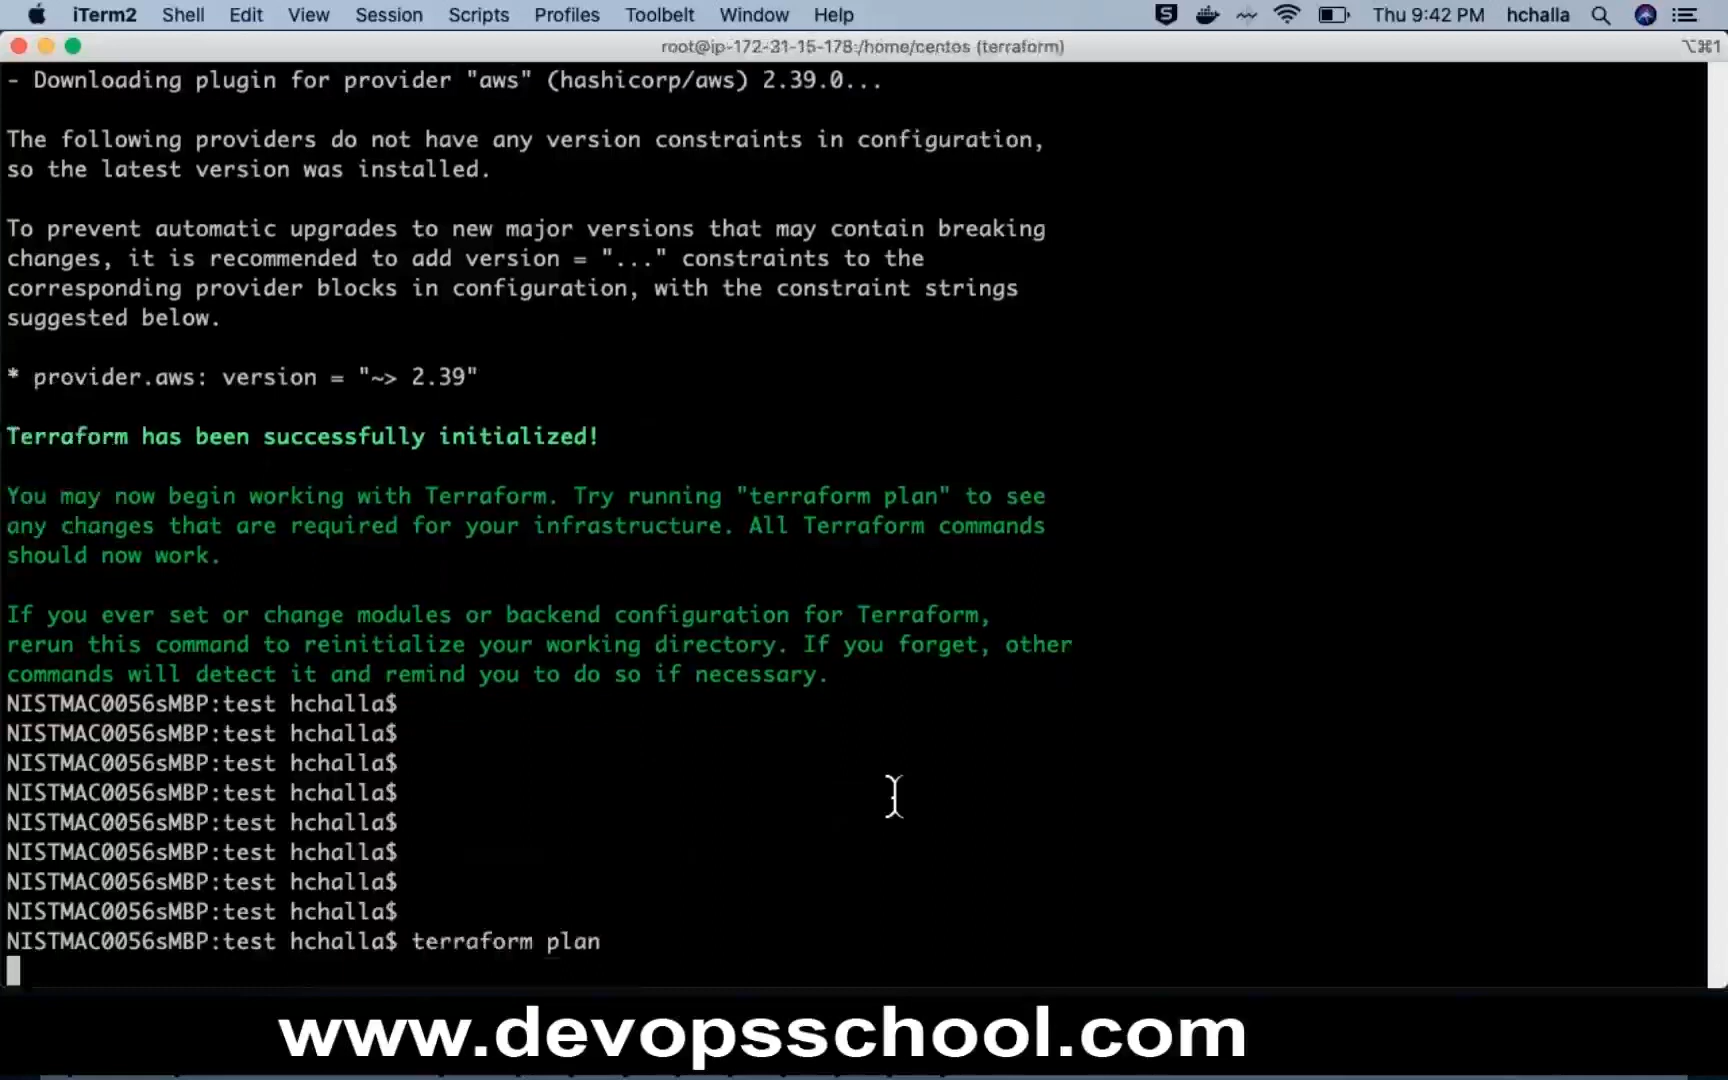 iTerm2 Shell Edit View Session Scripts Profiles Toolbelt Window Help Thu 9:42 PM hchalla
root@ip-172-31-15-178:/home/centos (terraform) ⌥⌘1
- Downloading plugin for provider "aws" (hashicorp/aws) 2.39.0...
The following providers do not have any version constraints in configuration,
so the latest version was installed.
To prevent automatic upgrades to new major versions that may contain breaking
changes, it is recommended to add version = "..." constraints to the
corresponding provider blocks in configuration, with the constraint strings
suggested below.
* provider.aws: version = "~> 2.39"
Terraform has been successfully initialized!
You may now begin working with Terraform. Try running "terraform plan" to see
any changes that are required for your infrastructure. All Terraform commands
should now work.
If you ever set or change modules or backend configuration for Terraform,
rerun this command to reinitialize your working directory. If you forget, other
commands will detect it and remind you to do so if necessary.
NISTMAC0056sMBP:test hchalla$
NISTMAC0056sMBP:test hchalla$
NISTMAC0056sMBP:test hchalla$
NISTMAC0056sMBP:test hchalla$
NISTMAC0056sMBP:test hchalla$
NISTMAC0056sMBP:test hchalla$
NISTMAC0056sMBP:test hchalla$
NISTMAC0056sMBP:test hchalla$
NISTMAC0056sMBP:test hchalla$ terraform plan
www.devopsschool.com